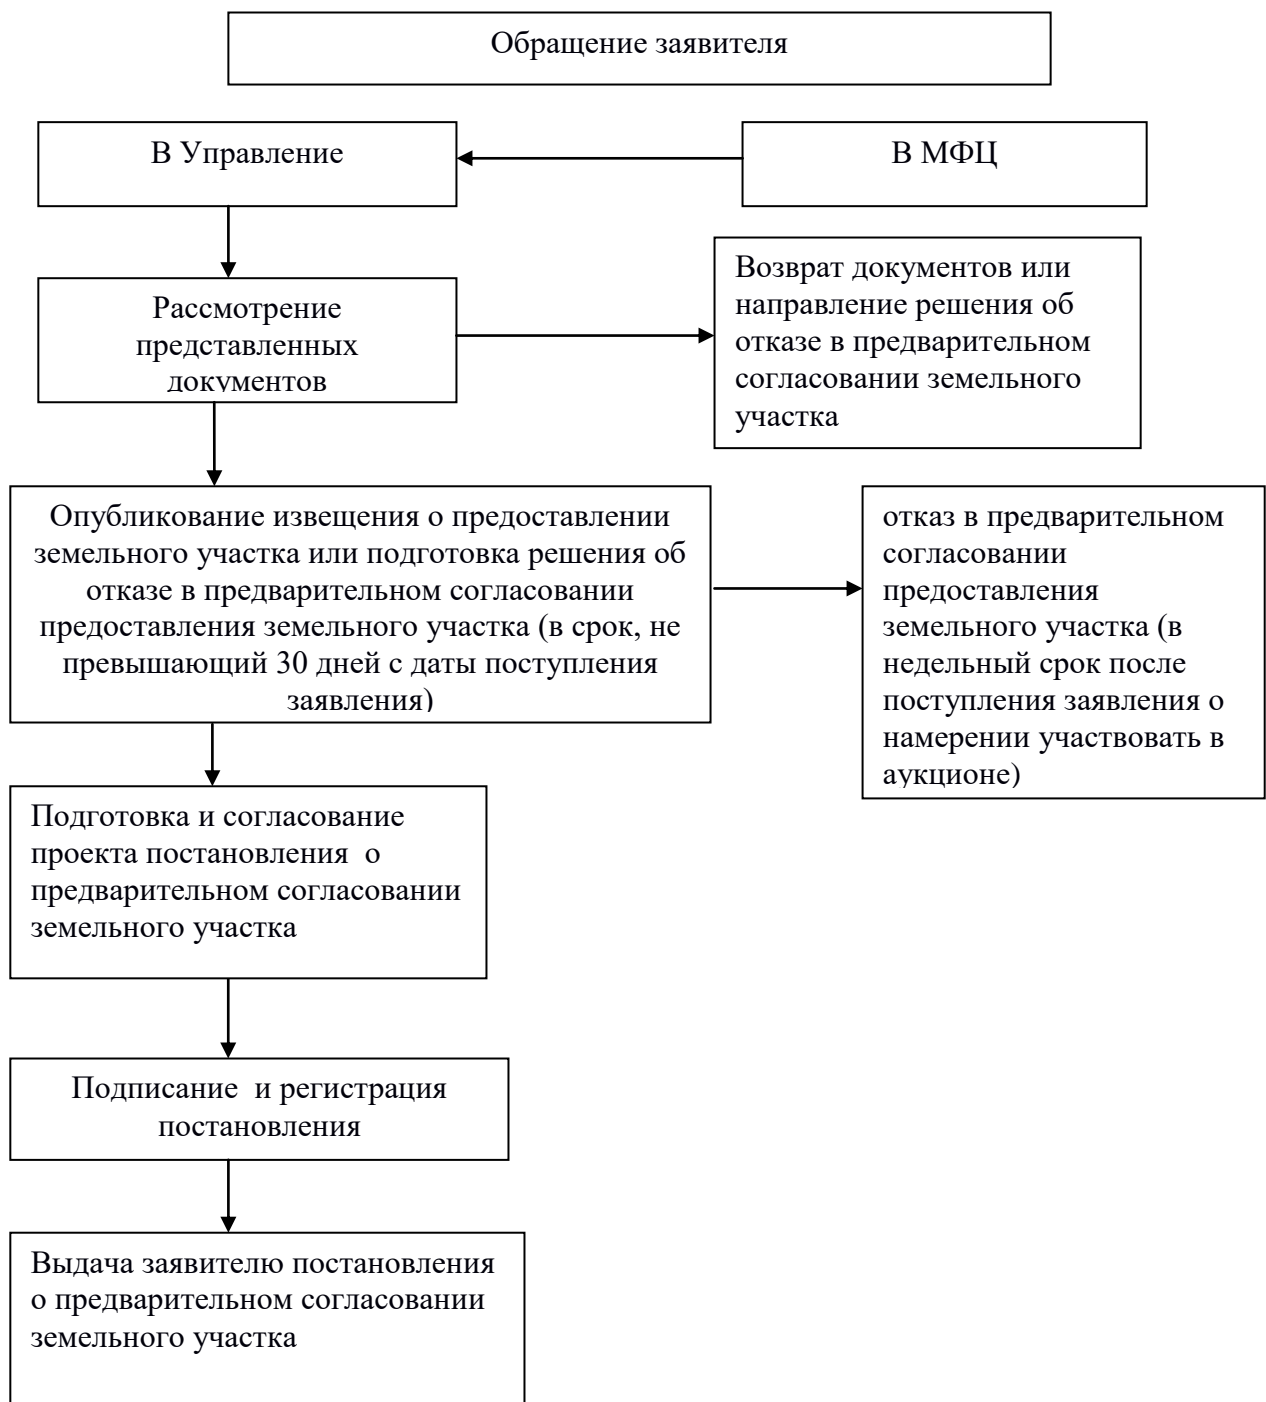 Обращение заявителя
В Управление
В МФЦ
Рассмотрение
представленных
документов
Возврат документов или
направление решения об
отказе в предварительном
согласовании земельного
участка
Опубликование извещения о предоставлении
земельного участка или подготовка решения об
отказе в предварительном согласовании
предоставления земельного участка (в срок, не
превышающий 30 дней с даты поступления
заявления)
отказ в предварительном
согласовании
предоставления
земельного участка (в
недельный срок после
поступления заявления о
намерении участвовать в
аукционе)
Подготовка и согласование
проекта постановления  о
предварительном согласовании
земельного участка
Подписание  и регистрация
постановления
Выдача заявителю постановления
о предварительном согласовании
земельного участка